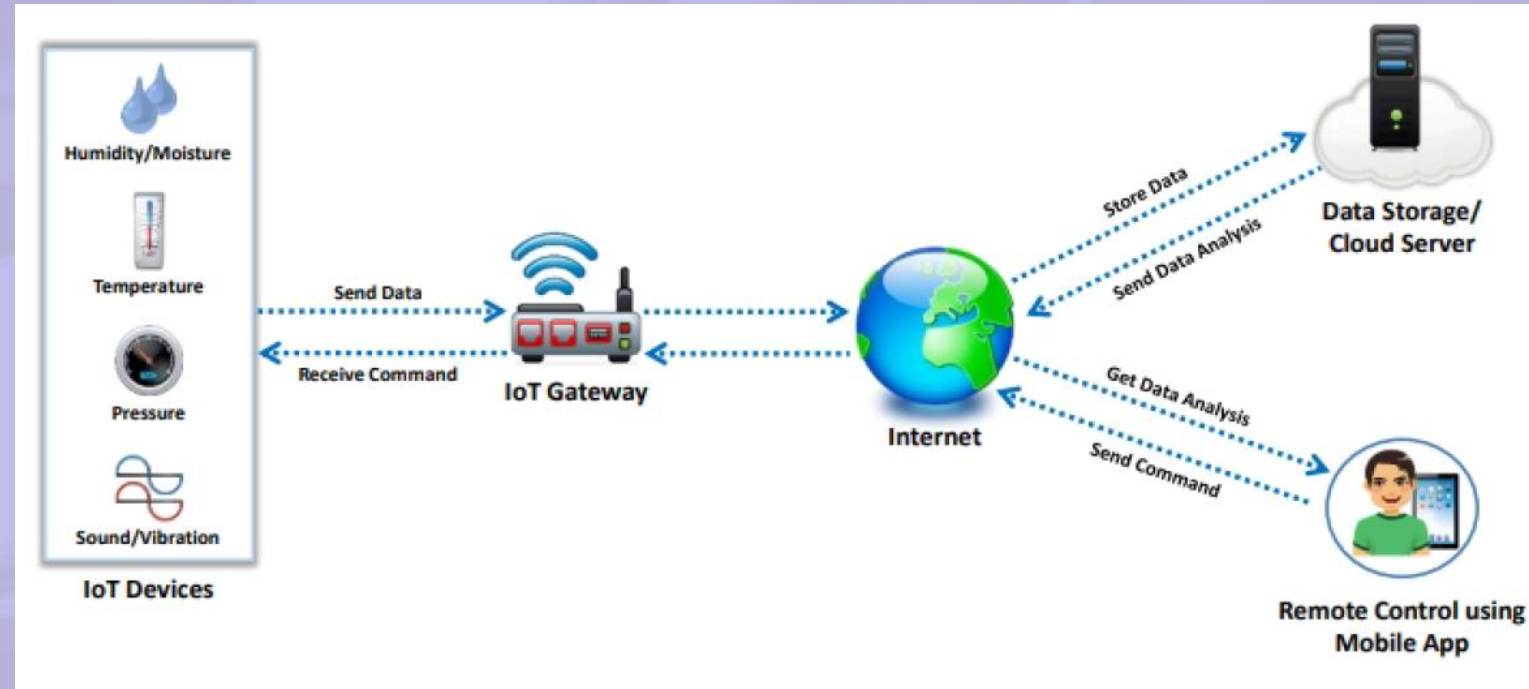 Humidity/Moisture
Temperature
Pressure
Sound/Vibration
IoT Devices
Send Data
Receive Command
IoT Gateway
Internet
Store Data
Send Data Analysis
Get Data Analysis
Send Command
Data Storage/
Cloud Server
Remote Control using
Mobile App